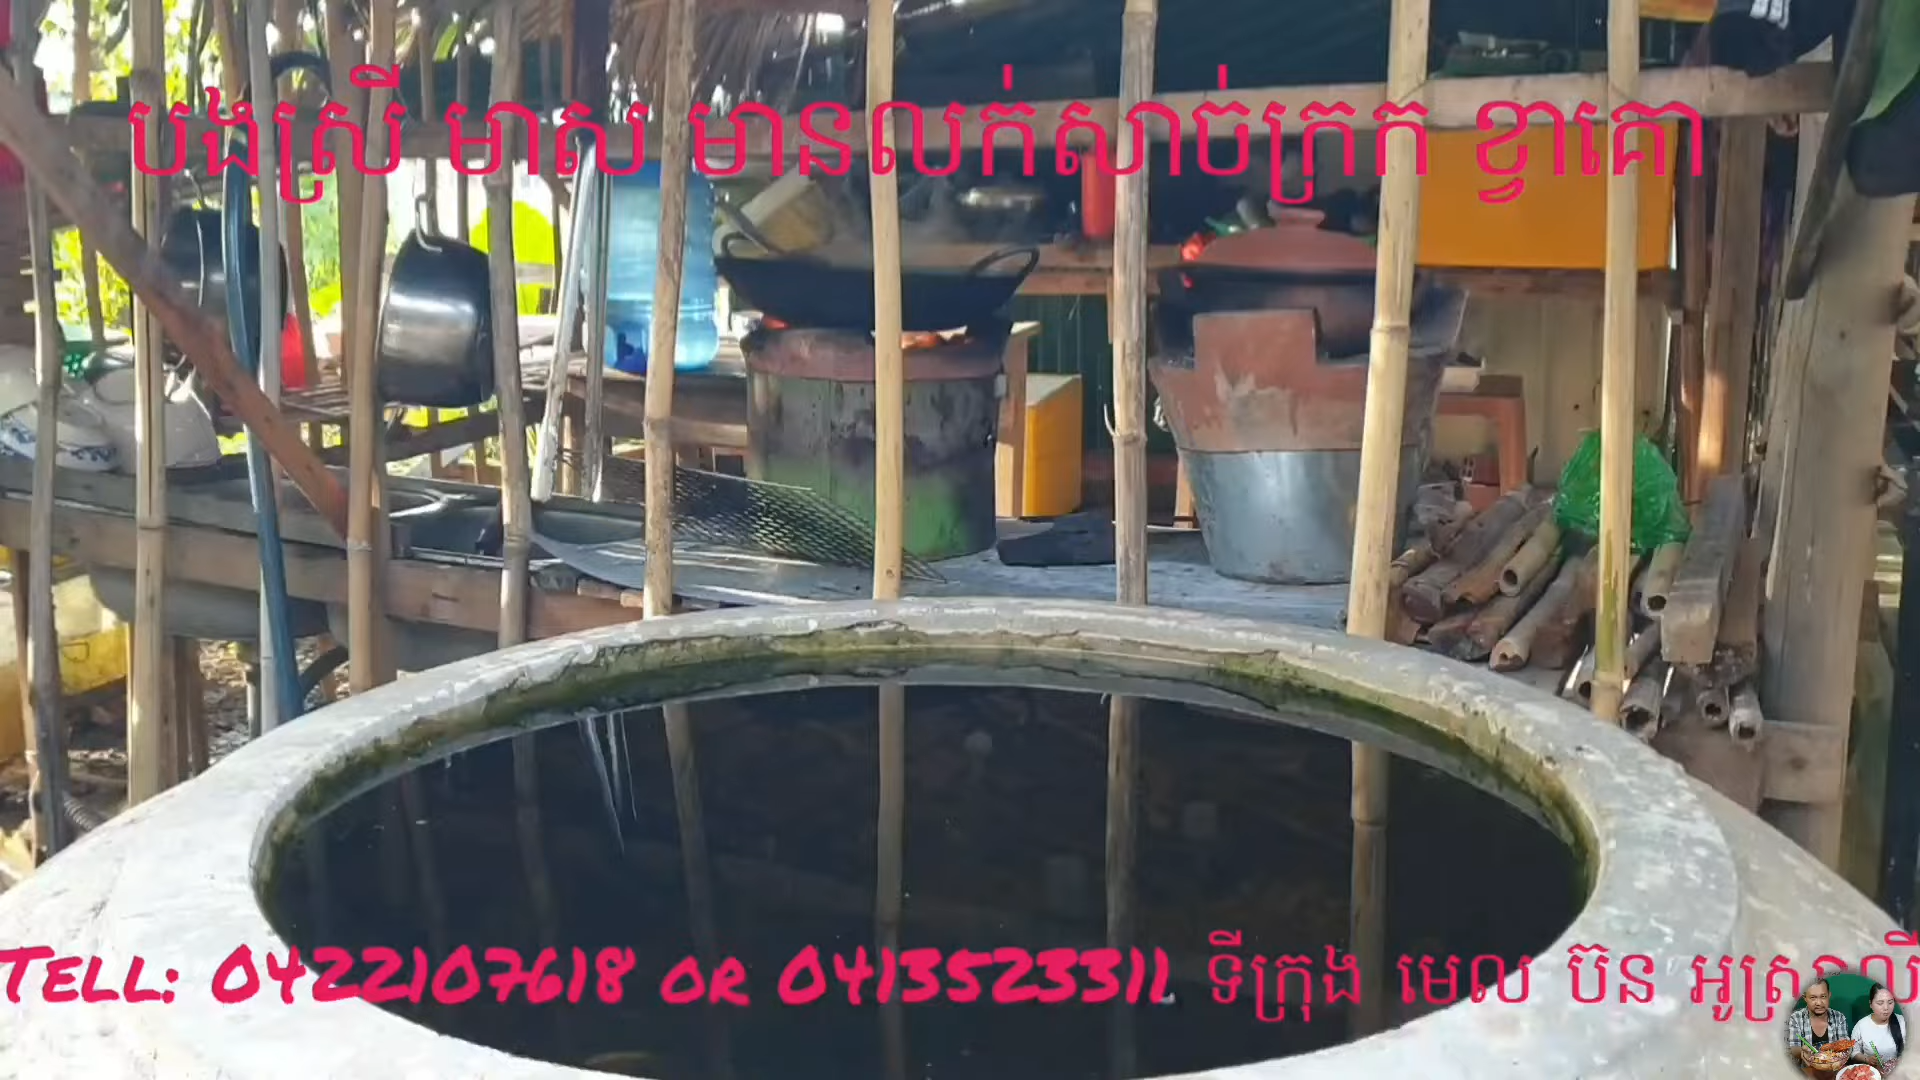 បងស្រី មាស មានលក់សាច់ក្រក ខ្វាគោ
Tell: 0422107618 or 0413523311 ទីក្រុង មេល ប៊ន អូស្រាលី